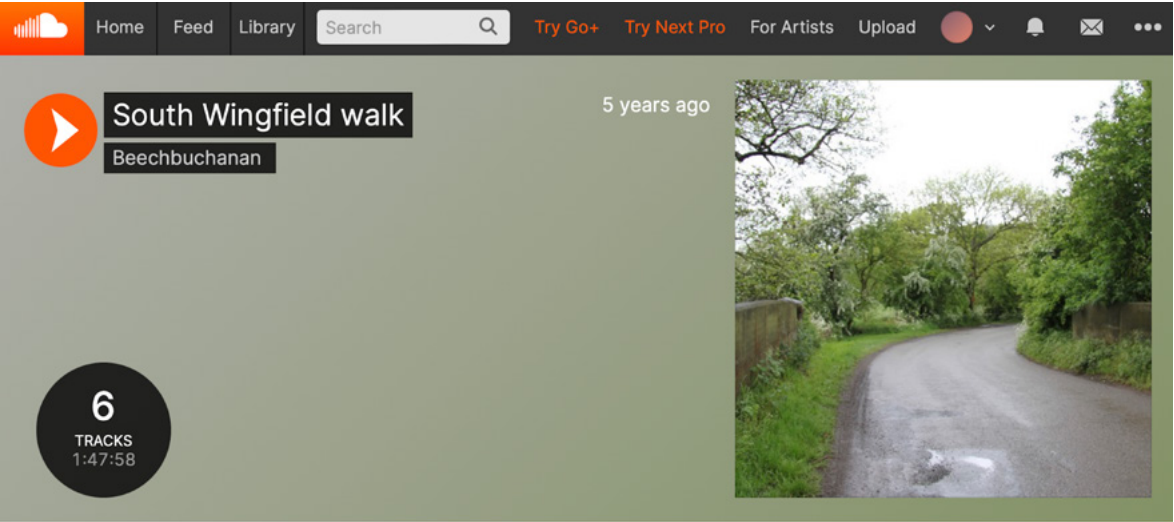 Home Feed Library Search Try Go+ Try Next Pro For Artists Upload
South Wingfield walk
5 years ago
Beechbuchanan
6
TRACKS
1:47:58